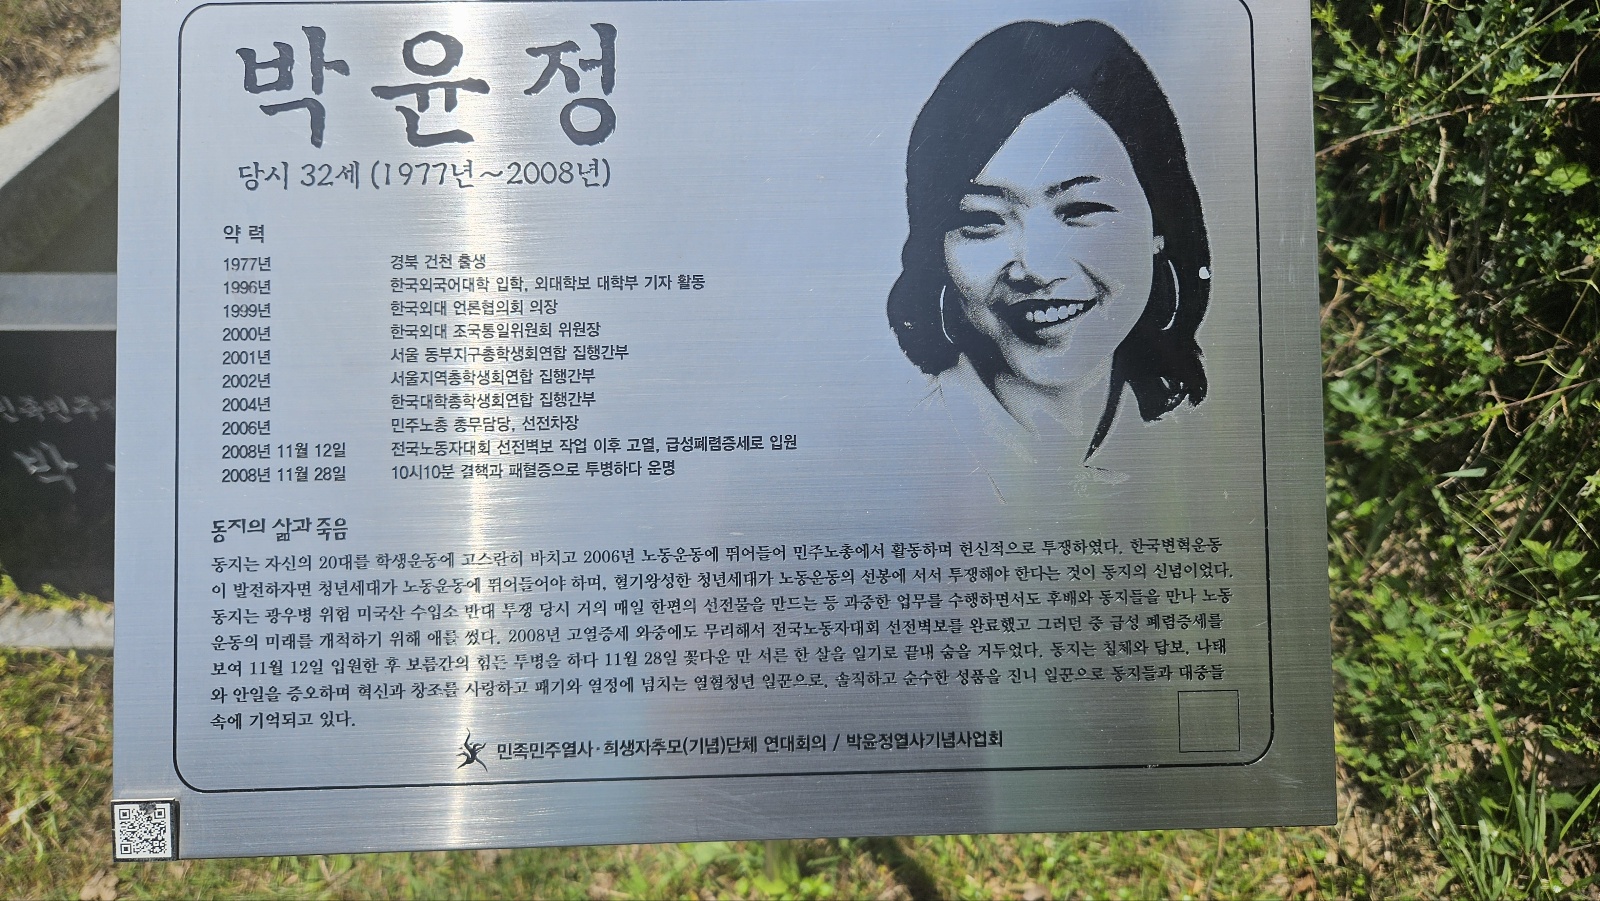 박윤정
당시 32세 (1977년~2008년)
약 력
1977년 경북 건천 출생
1996년 한국외국어대학 입학, 외대학보 대학부 기자 활동
1999년 한국외대 언론협의회 의장
2000년 한국외대 조국통일위원회 위원장
2001년 서울 동부지구총학생회연합 집행간부
2002년 서울지역총학생회연합 집행간부
2004년 한국대학총학생회연합 집행간부
2006년 민주노총 총무담당, 선전차장
2008년 11월 12일 전국노동자대회 선전벽보 작업 이후 고열, 급성폐렴증세로 입원
2008년 11월 28일 10시10분 결핵과 패혈증으로 투병하다 운명
동지의 삶과 죽음
동지는 자신의 20대를 학생운동에 고스란히 바치고 2006년 노동운동에 뛰어들어 민주노총에서 활동하며 헌신적으로 투쟁하였다. 한국변혁운동
이 발전하자면 청년세대가 노동운동에 뛰어들어야 하며, 혈기왕성한 청년세대가 노동운동의 선봉에 서서 투쟁해야 한다는 것이 동지의 신념이었다.
동지는 광우병 위험 미국산 수입소 반대 투쟁 당시 거의 매일 한편의 선전물을 만드는 등 과중한 업무를 수행하면서도 후배와 동지들을 만나 노동
운동의 미래를 개척하기 위해 애를 썼다. 2008년 고열증세 와중에도 무리해서 전국노동자대회 선전벽보를 완료했고 그러던 중 급성 폐렴증세를
보여 11월 12일 입원한 후 보름간의 힘든 투병을 하다 11월 28일 꽃다운 만 서른 한 살을 일기로 끝내 숨을 거두었다. 동지는 침체와 답보, 나태
와 안일을 증오하며 혁신과 창조를 사랑하고 패기와 열정에 넘치는 열혈청년 일꾼으로, 솔직하고 순수한 성품을 진니 일꾼으로 동지들과 대중들
속에 기억되고 있다.
민족민주열사·희생자추모(기념)단체 연대회의 / 박윤정열사기념사업회
박